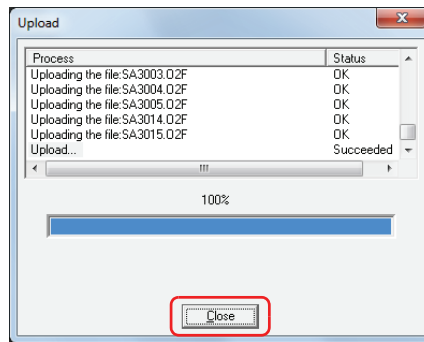 Upload
Process Status
Uploading the file:SA3003.O2F OK
Uploading the file:SA3004.O2F OK
Uploading the file:SA3005.O2F OK
Uploading the file:SA3014.O2F OK
Uploading the file:SA3015.O2F OK
Upload... Succeeded
100%
Close